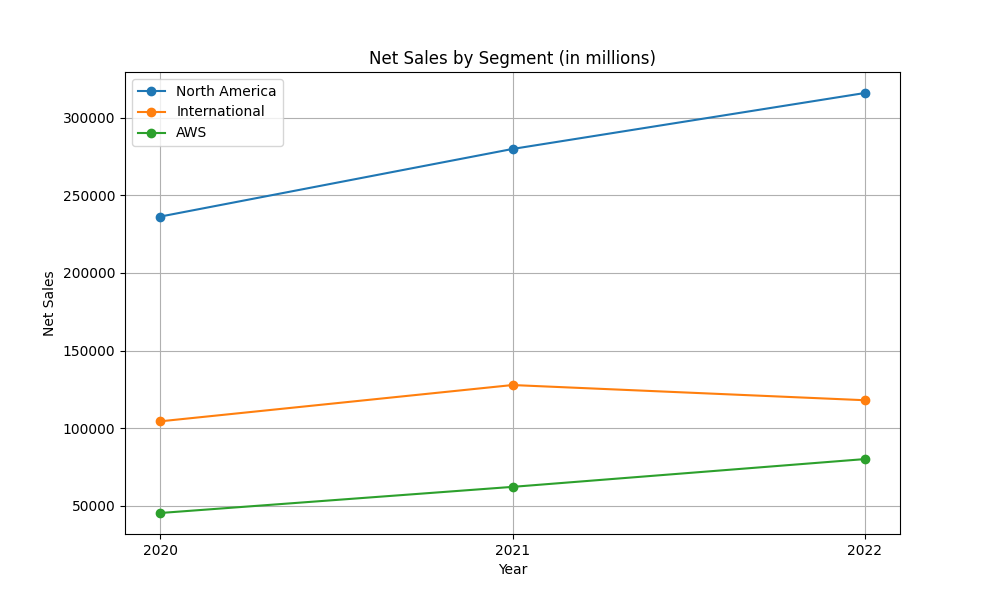 Net Sales by Segment (in millions)
North America
International
AWS
300000
250000
200000
150000
100000
50000
Net Sales
2020
2021
2022
Year